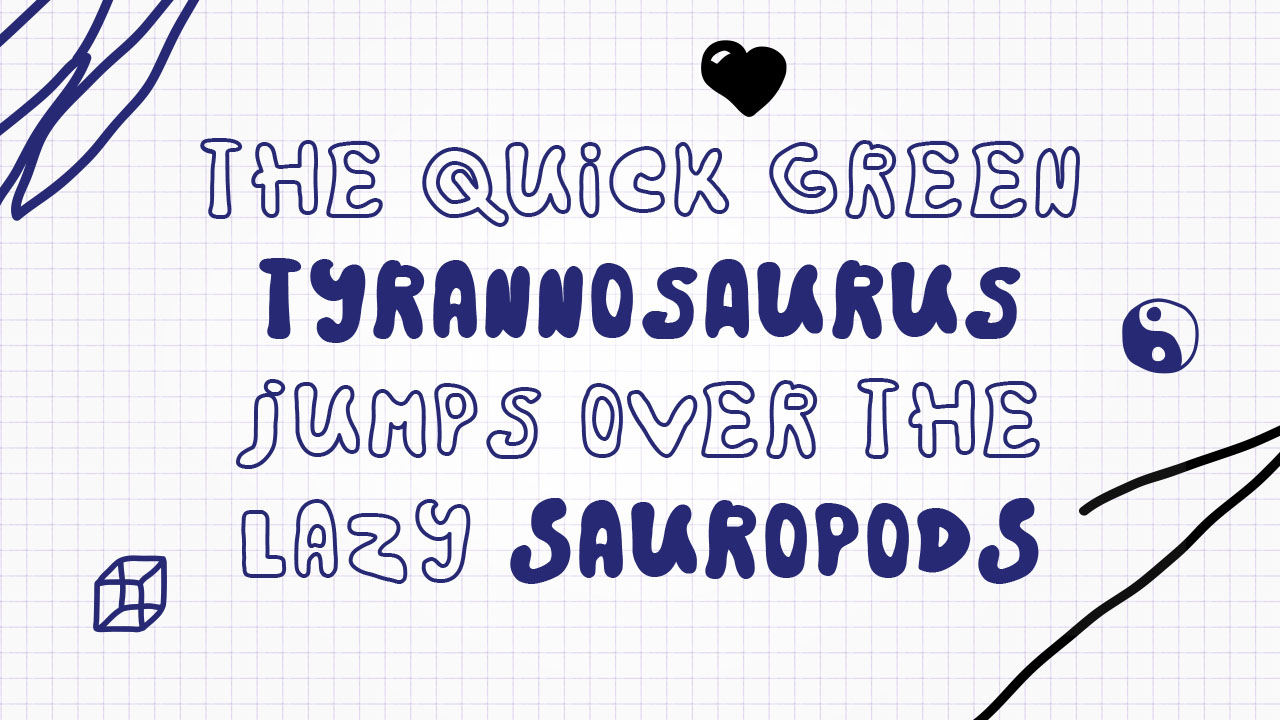 THE QUiCK GREEN
TYRANNOSAURUS
jUMPS OVER THE
LAZY SAUROPODS